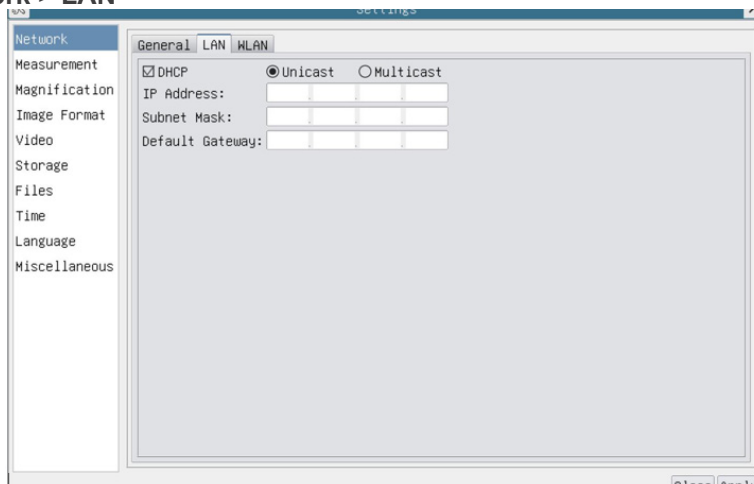 > LAN
Settings
Network
Measurement
Magnification
Image Format
Video
Storage
Files
Time
Language
Miscellaneous
General LAN WLAN
DHCP Unicast Multicast
IP Address:
Subnet Mask:
Default Gateway: